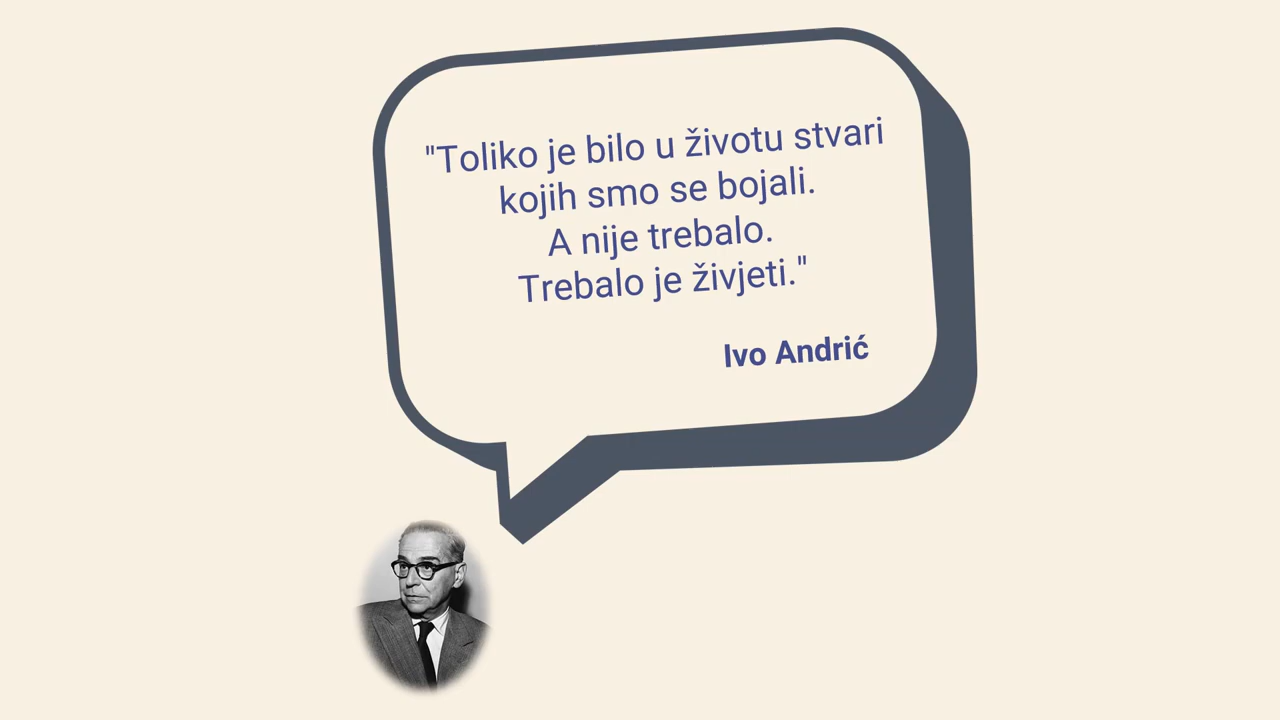 "Toliko je bilo u životu stvari
kojih smo se bojali.
A nije trebalo.
Trebalo je živjeti."
Ivo Andrić